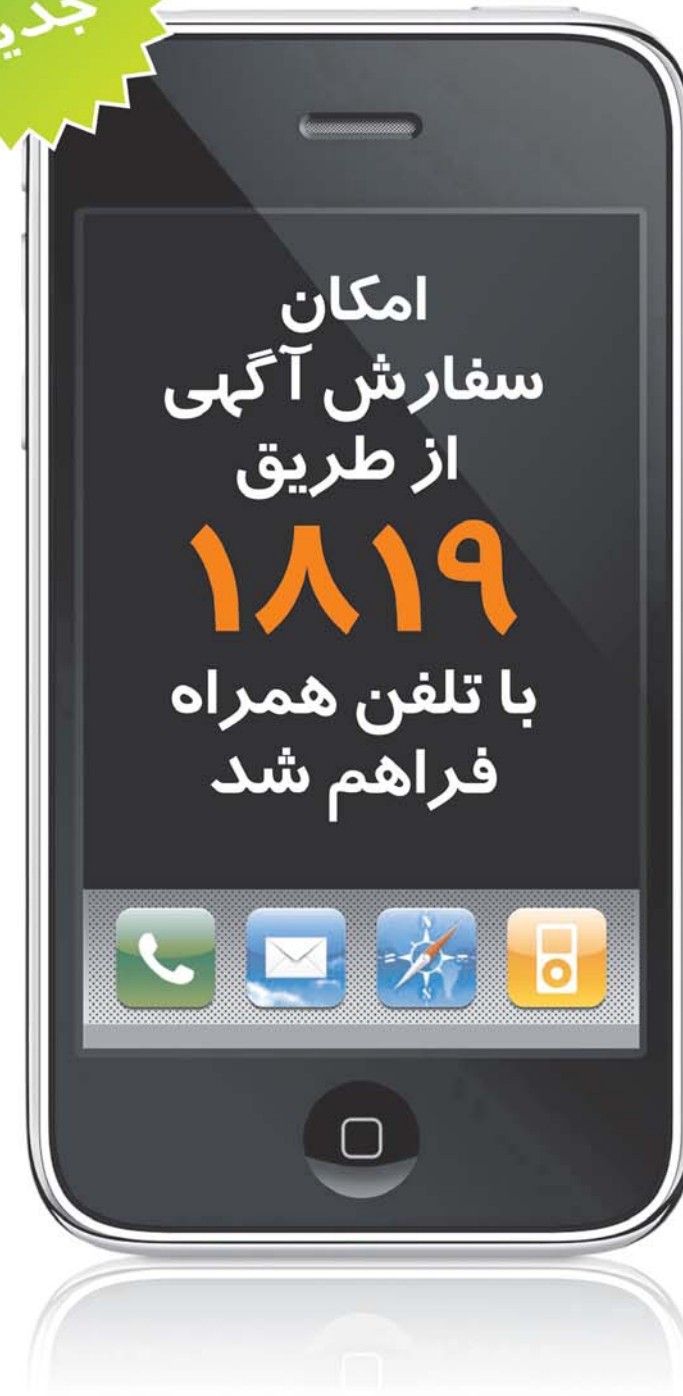 امکان
سفارش آگهی
از طریق
۱۸۱۹
با تلفن همراه
فراهم شد